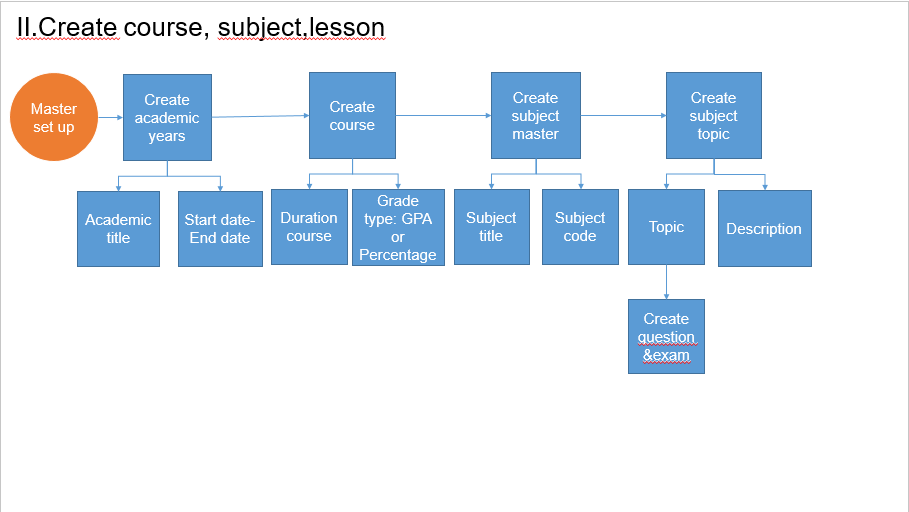 II.Create course, subject,lesson
Master
set up
Create
academic
years
Create
course
Create
subject
master
Create
subject
topic
Academic
title
Start date-
End date
Duration
course
Grade
type: GPA
or
Percentage
Subject
title
Subject
code
Topic
Description
Create
question
&exam